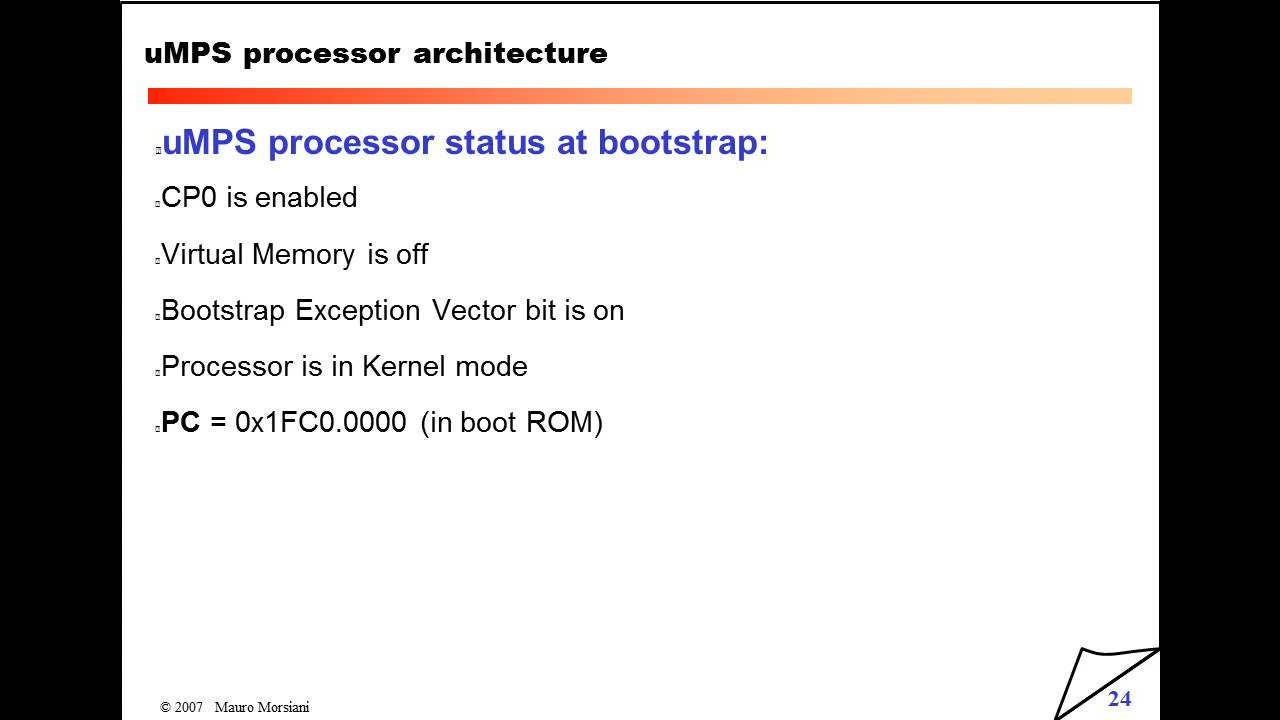 uMPS processor architecture
uMPS processor status at bootstrap:
CP0 is enabled
Virtual Memory is off
Bootstrap Exception Vector bit is on
Processor is in Kernel mode
PC = 0x1FC0.0000 (in boot ROM)
© 2007 Mauro Morsiani
24